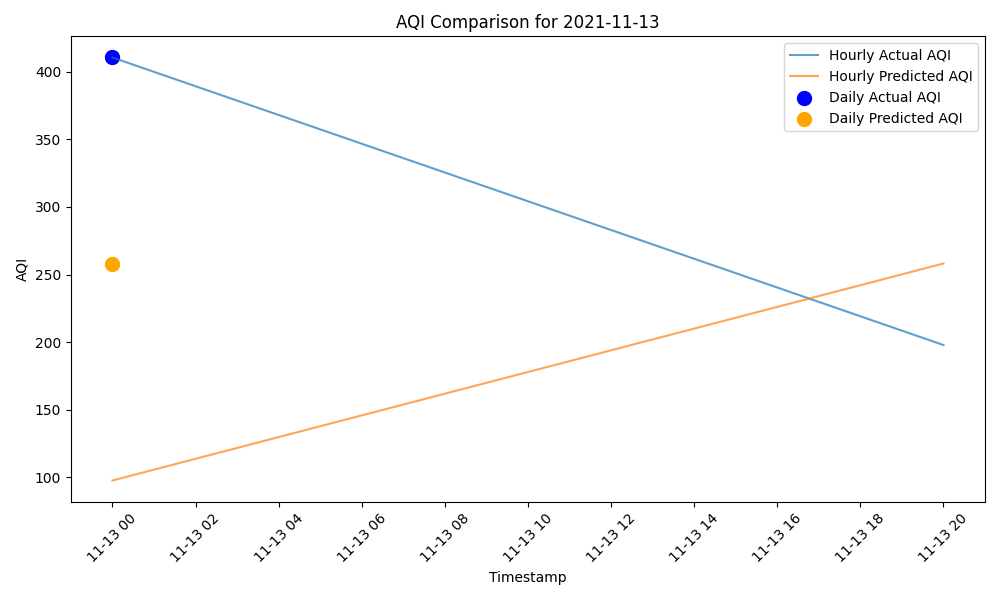 AQI Comparison for 2021-11-13
Hourly Actual AQI
Hourly Predicted AQI
Daily Actual AQI
Daily Predicted AQI
AQI
400
350
300
250
200
150
100
11-13 00
11-13 02
11-13 04
11-13 06
11-13 08
11-13 10
11-13 12
11-13 14
11-13 16
11-13 18
11-13 20
Timestamp